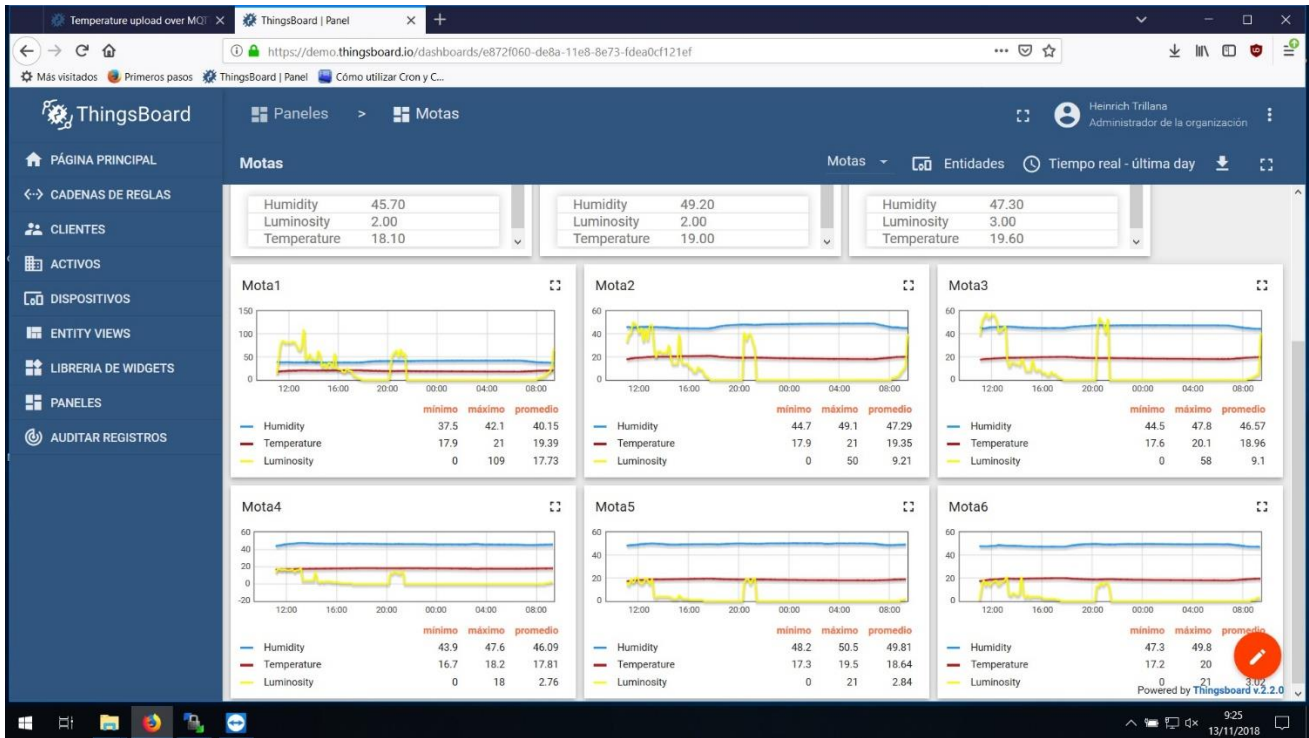 Temperature upload over MQT
ThingsBoard | Panel
https://demo.thingsboard.io/dashboards/e872f060-de8a-11e8-8e73-fdea0cf121ef
Más visitados Primeros pasos ThingsBoard | Panel Cómo utilizar Cron y C...
ThingsBoard
Paneles > Motas
Heinrich Trillana
Administrador de la organización
PÁGINA PRINCIPAL
CADENAS DE REGLAS
CLIENTES
ACTIVOS
DISPOSITIVOS
ENTITY VIEWS
LIBRERIA DE WIDGETS
PANELES
AUDITAR REGISTROS
Motas
Motas Entidades Tiempo real - última day
Humidity 45.70
Luminosity 2.00
Temperature 18.10
Humidity 49.20
Luminosity 2.00
Temperature 19.00
Humidity 47.30
Luminosity 3.00
Temperature 19.60
Mota1
150
100
50
0
12:00 16:00 20:00 00:00 04:00 08:00
mínimo máximo promedio
Humidity 37.5 42.1 40.15
Temperature 17.9 21 19.39
Luminosity 0 109 17.73
Mota2
60
40
20
0
12:00 16:00 20:00 00:00 04:00 08:00
mínimo máximo promedio
Humidity 44.7 49.1 47.29
Temperature 17.9 21 19.35
Luminosity 0 50 9.21
Mota3
60
40
20
0
12:00 16:00 20:00 00:00 04:00 08:00
mínimo máximo promedio
Humidity 44.5 47.8 46.57
Temperature 17.6 20.1 18.96
Luminosity 0 58 9.1
Mota4
60
40
20
0
-20
12:00 16:00 20:00 00:00 04:00 08:00
mínimo máximo promedio
Humidity 43.9 47.6 46.09
Temperature 16.7 18.2 17.81
Luminosity 0 18 2.76
Mota5
60
40
20
0
12:00 16:00 20:00 00:00 04:00 08:00
mínimo máximo promedio
Humidity 48.2 50.5 49.81
Temperature 17.3 19.5 18.64
Luminosity 0 21 2.84
Mota6
60
40
20
0
12:00 16:00 20:00 00:00 04:00 08:00
mínimo máximo promedio
Humidity 47.3 49.8
Temperature 17.2 20
Luminosity 0 21 3.02
Powered by Thingsboard v.2.2.0
9:25
13/11/2018